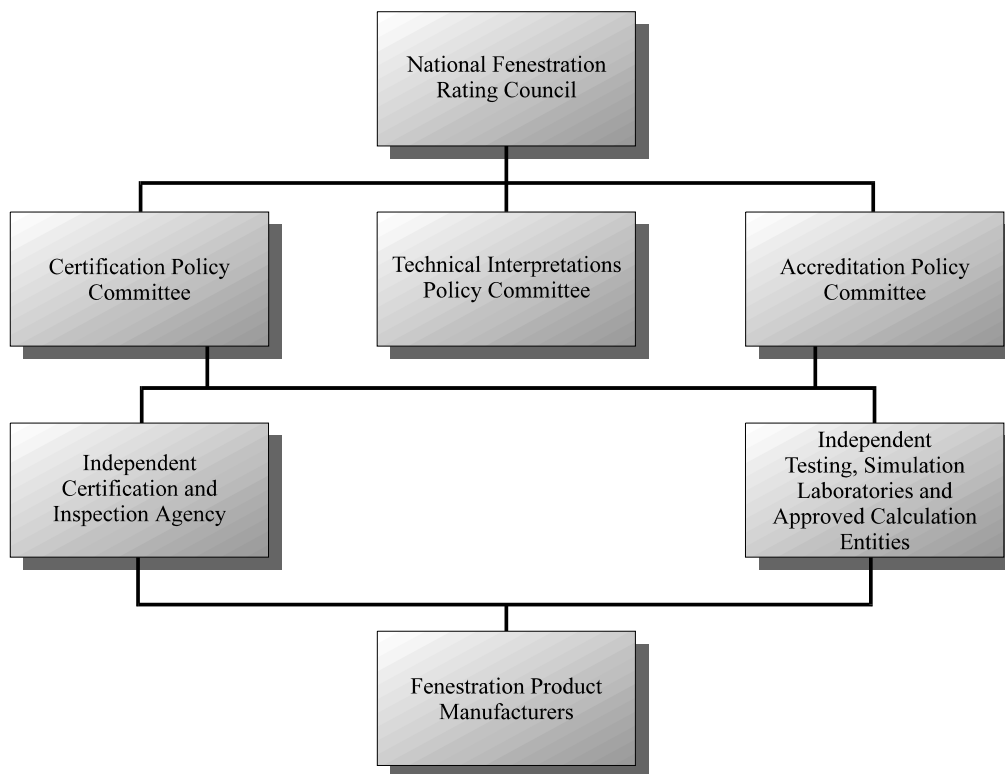 National Fenestration
Rating Council
Certification Policy
Committee
Technical Interpretations
Policy Committee
Accreditation Policy
Committee
Independent
Certification and
Inspection Agency
Independent
Testing, Simulation
Laboratories and
Approved Calculation
Entities
Fenestration Product
Manufacturers